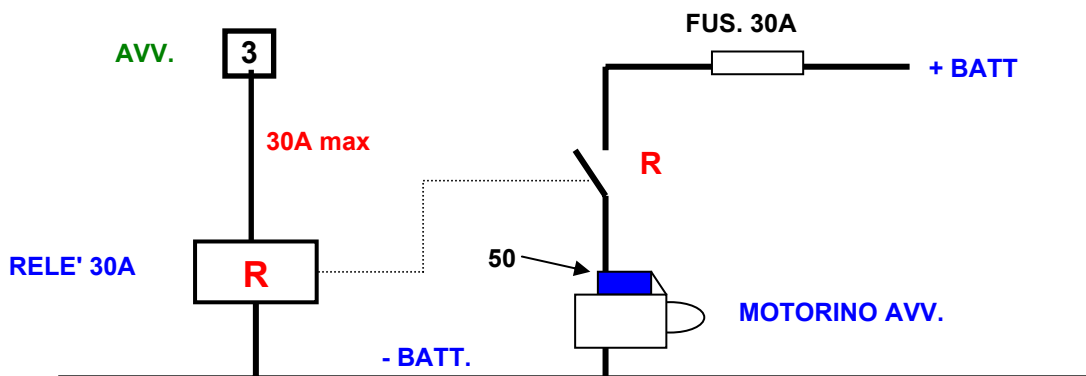 FUS. 30A
AVV.
3
+ BATT
30A max
R
RELE' 30A
R
50
MOTORINO AVV.
- BATT.